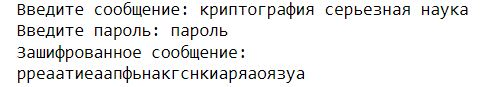 Введите сообщение: криптография серьезная наука
Введите пароль: пароль
Зашифрованное сообщение:
рреаатиеаапфьнакгснкиаряаоязуа